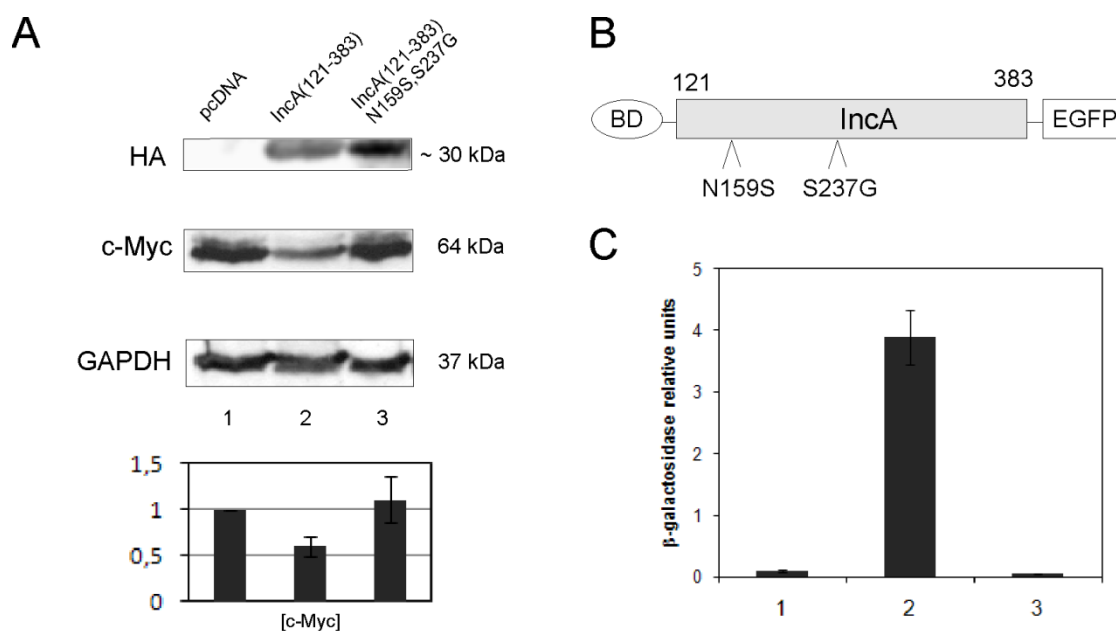 A
pcDNA
IncA(121-383)
IncA(121-383)
N159S,S237G
HA
~ 30 kDa
c-Myc
64 kDa
GAPDH
37 kDa
1 2 3
1,5
1
0,5
0
[c-Myc]
B
121 383
BD IncA EGFP
N159S S237G
C
β-galactosidase relative units
5
4
3
2
1
0
1 2 3